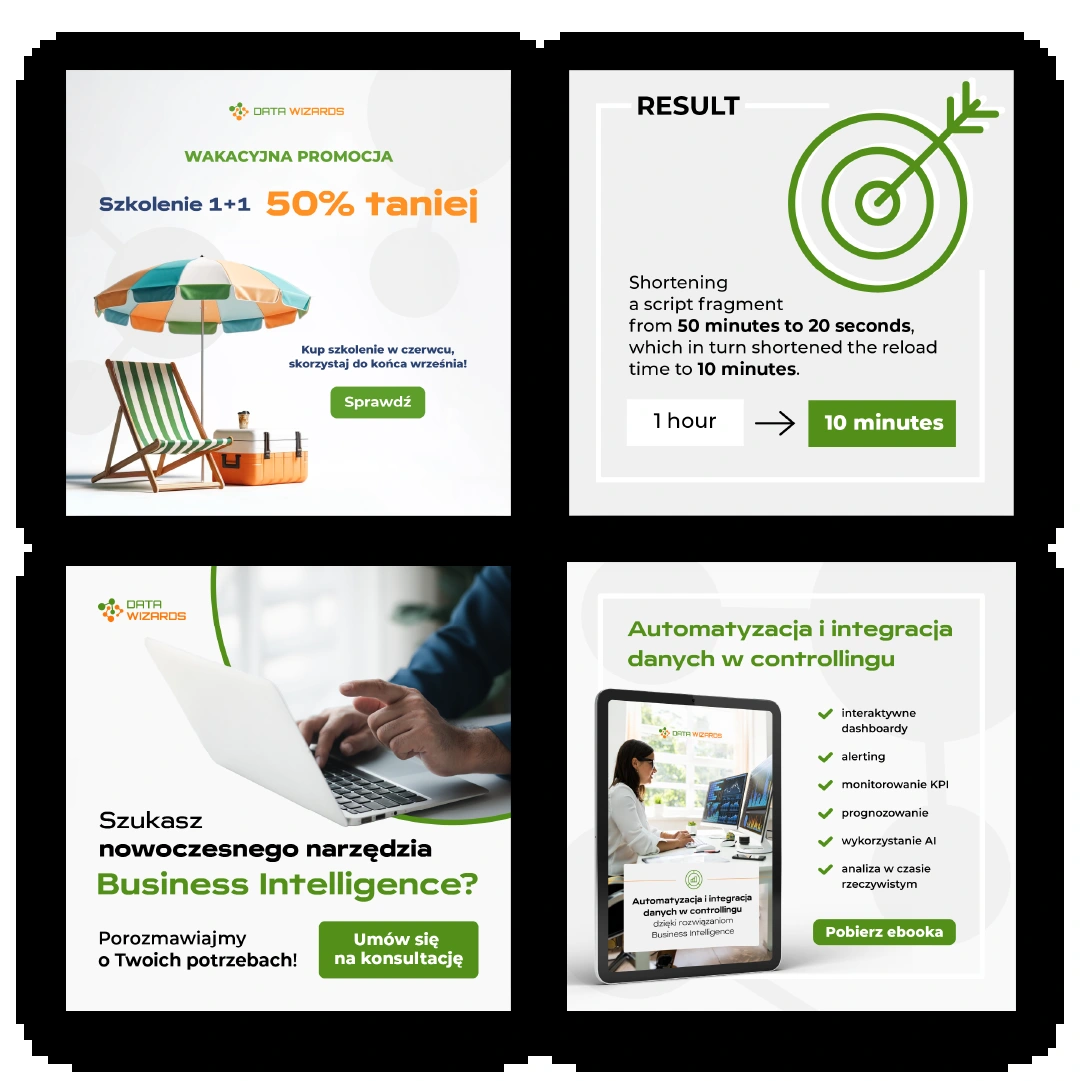 DATA WIZARDS
WAKACYJNA PROMOCJA
Szkolenie 1+1 50% taniej
Kup szkolenie w czerwcu,
skorzystaj do końca września!
Sprawdź
RESULT
Shortening
a script fragment
from 50 minutes to 20 seconds,
which in turn shortened the reload
time to 10 minutes.
1 hour
10 minutes
DATA
WIZARDS
Szukasz
nowoczesnego narzędzia
Business Intelligence?
Porozmawiajmy
o Twoich potrzebach!
Umów się
na konsultację
Automatyzacja i integracja
danych w controllingu
DATA WIZARDS
Automatyzacja i integracja
danych w controllingu
dzięki rozwiązaniom
Business Intelligence
interaktywne
dashboardy
alerting
monitorowanie KPI
prognozowanie
wykorzystanie AI
analiza w czasie
rzeczywistym
Pobierz ebooka